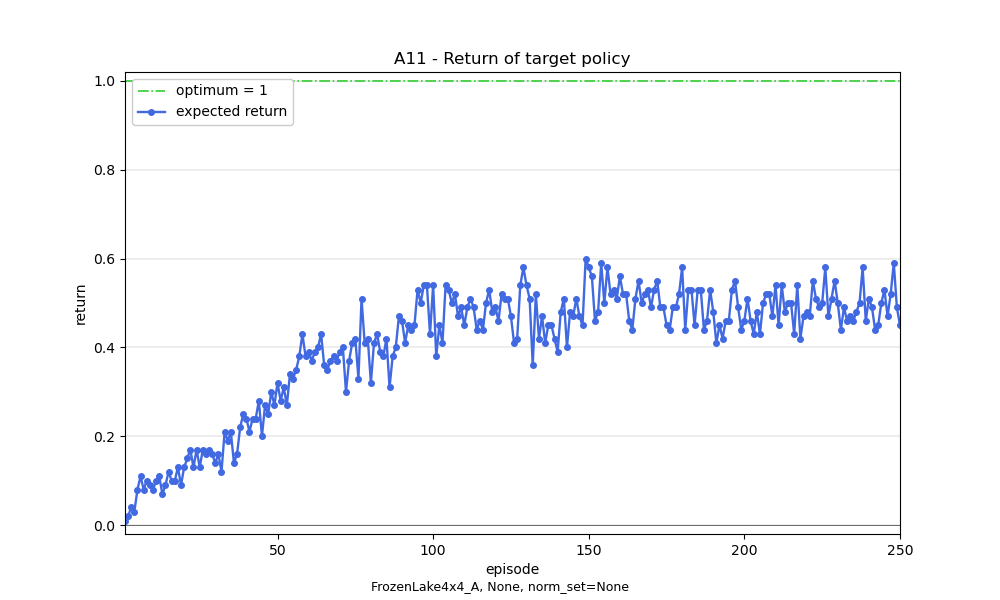 A11 - Return of target policy
optimum = 1
expected return
1.0
0.8
0.6
0.4
0.2
0.0
return
50
100
150
200
250
episode
FrozenLake4x4_A, None, norm_set=None